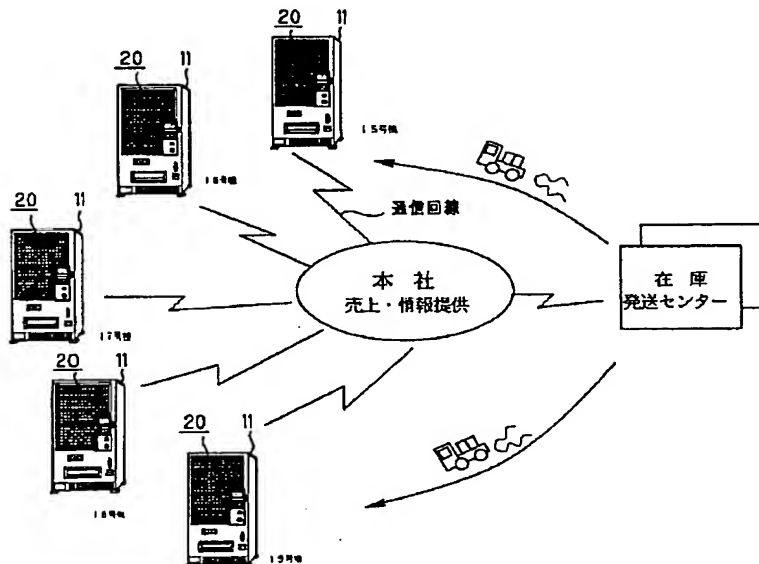 20 11
15号機
20 11
16号機
通信回線
20 11
17号機
本社
売上・情報提供
在庫
発送センター
20 11
18号機
20 11
19号機